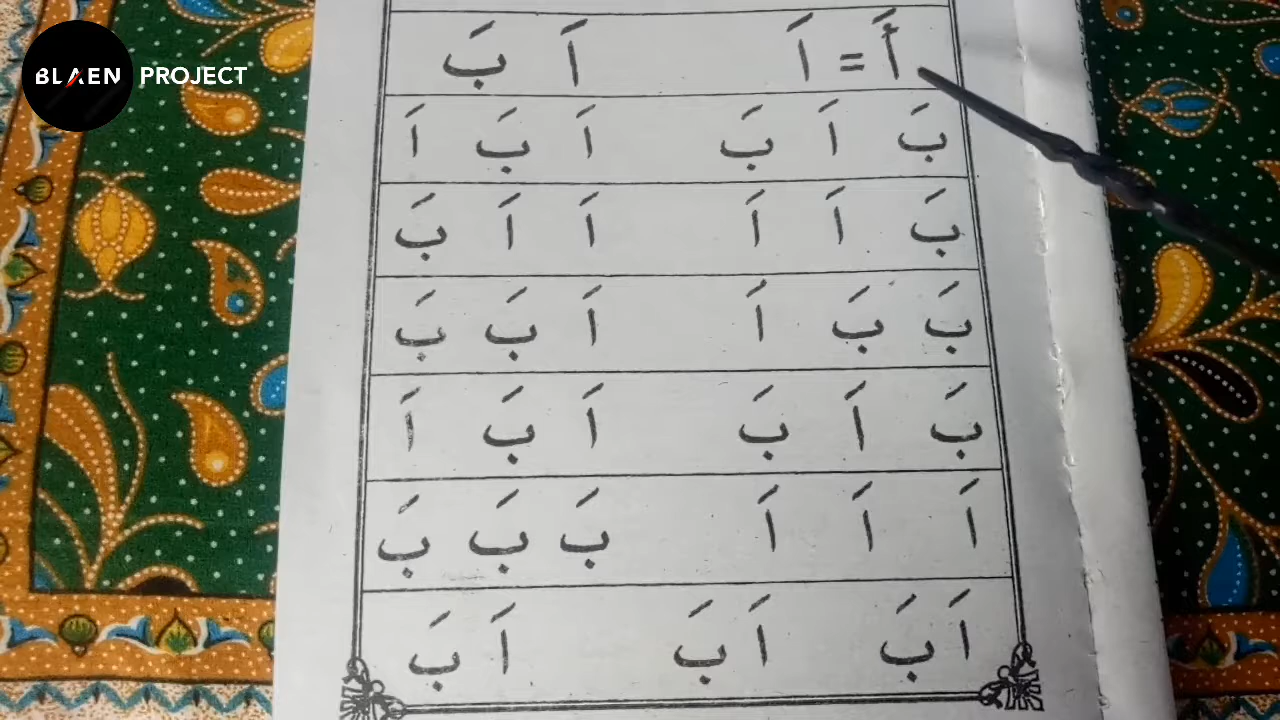 BLAEN PROJECT
أَ = اَ اَ بَ
بَ اَ بَ اَ بَ اَ
بَ اَ اَ اَ اَ بَ
بَ بَ اَ اَ بَ بَ
بَ اَ بَ اَ بَ اَ
اَ اَ اَ بَ بَ بَ
اَ بَ اَ بَ اَ بَ